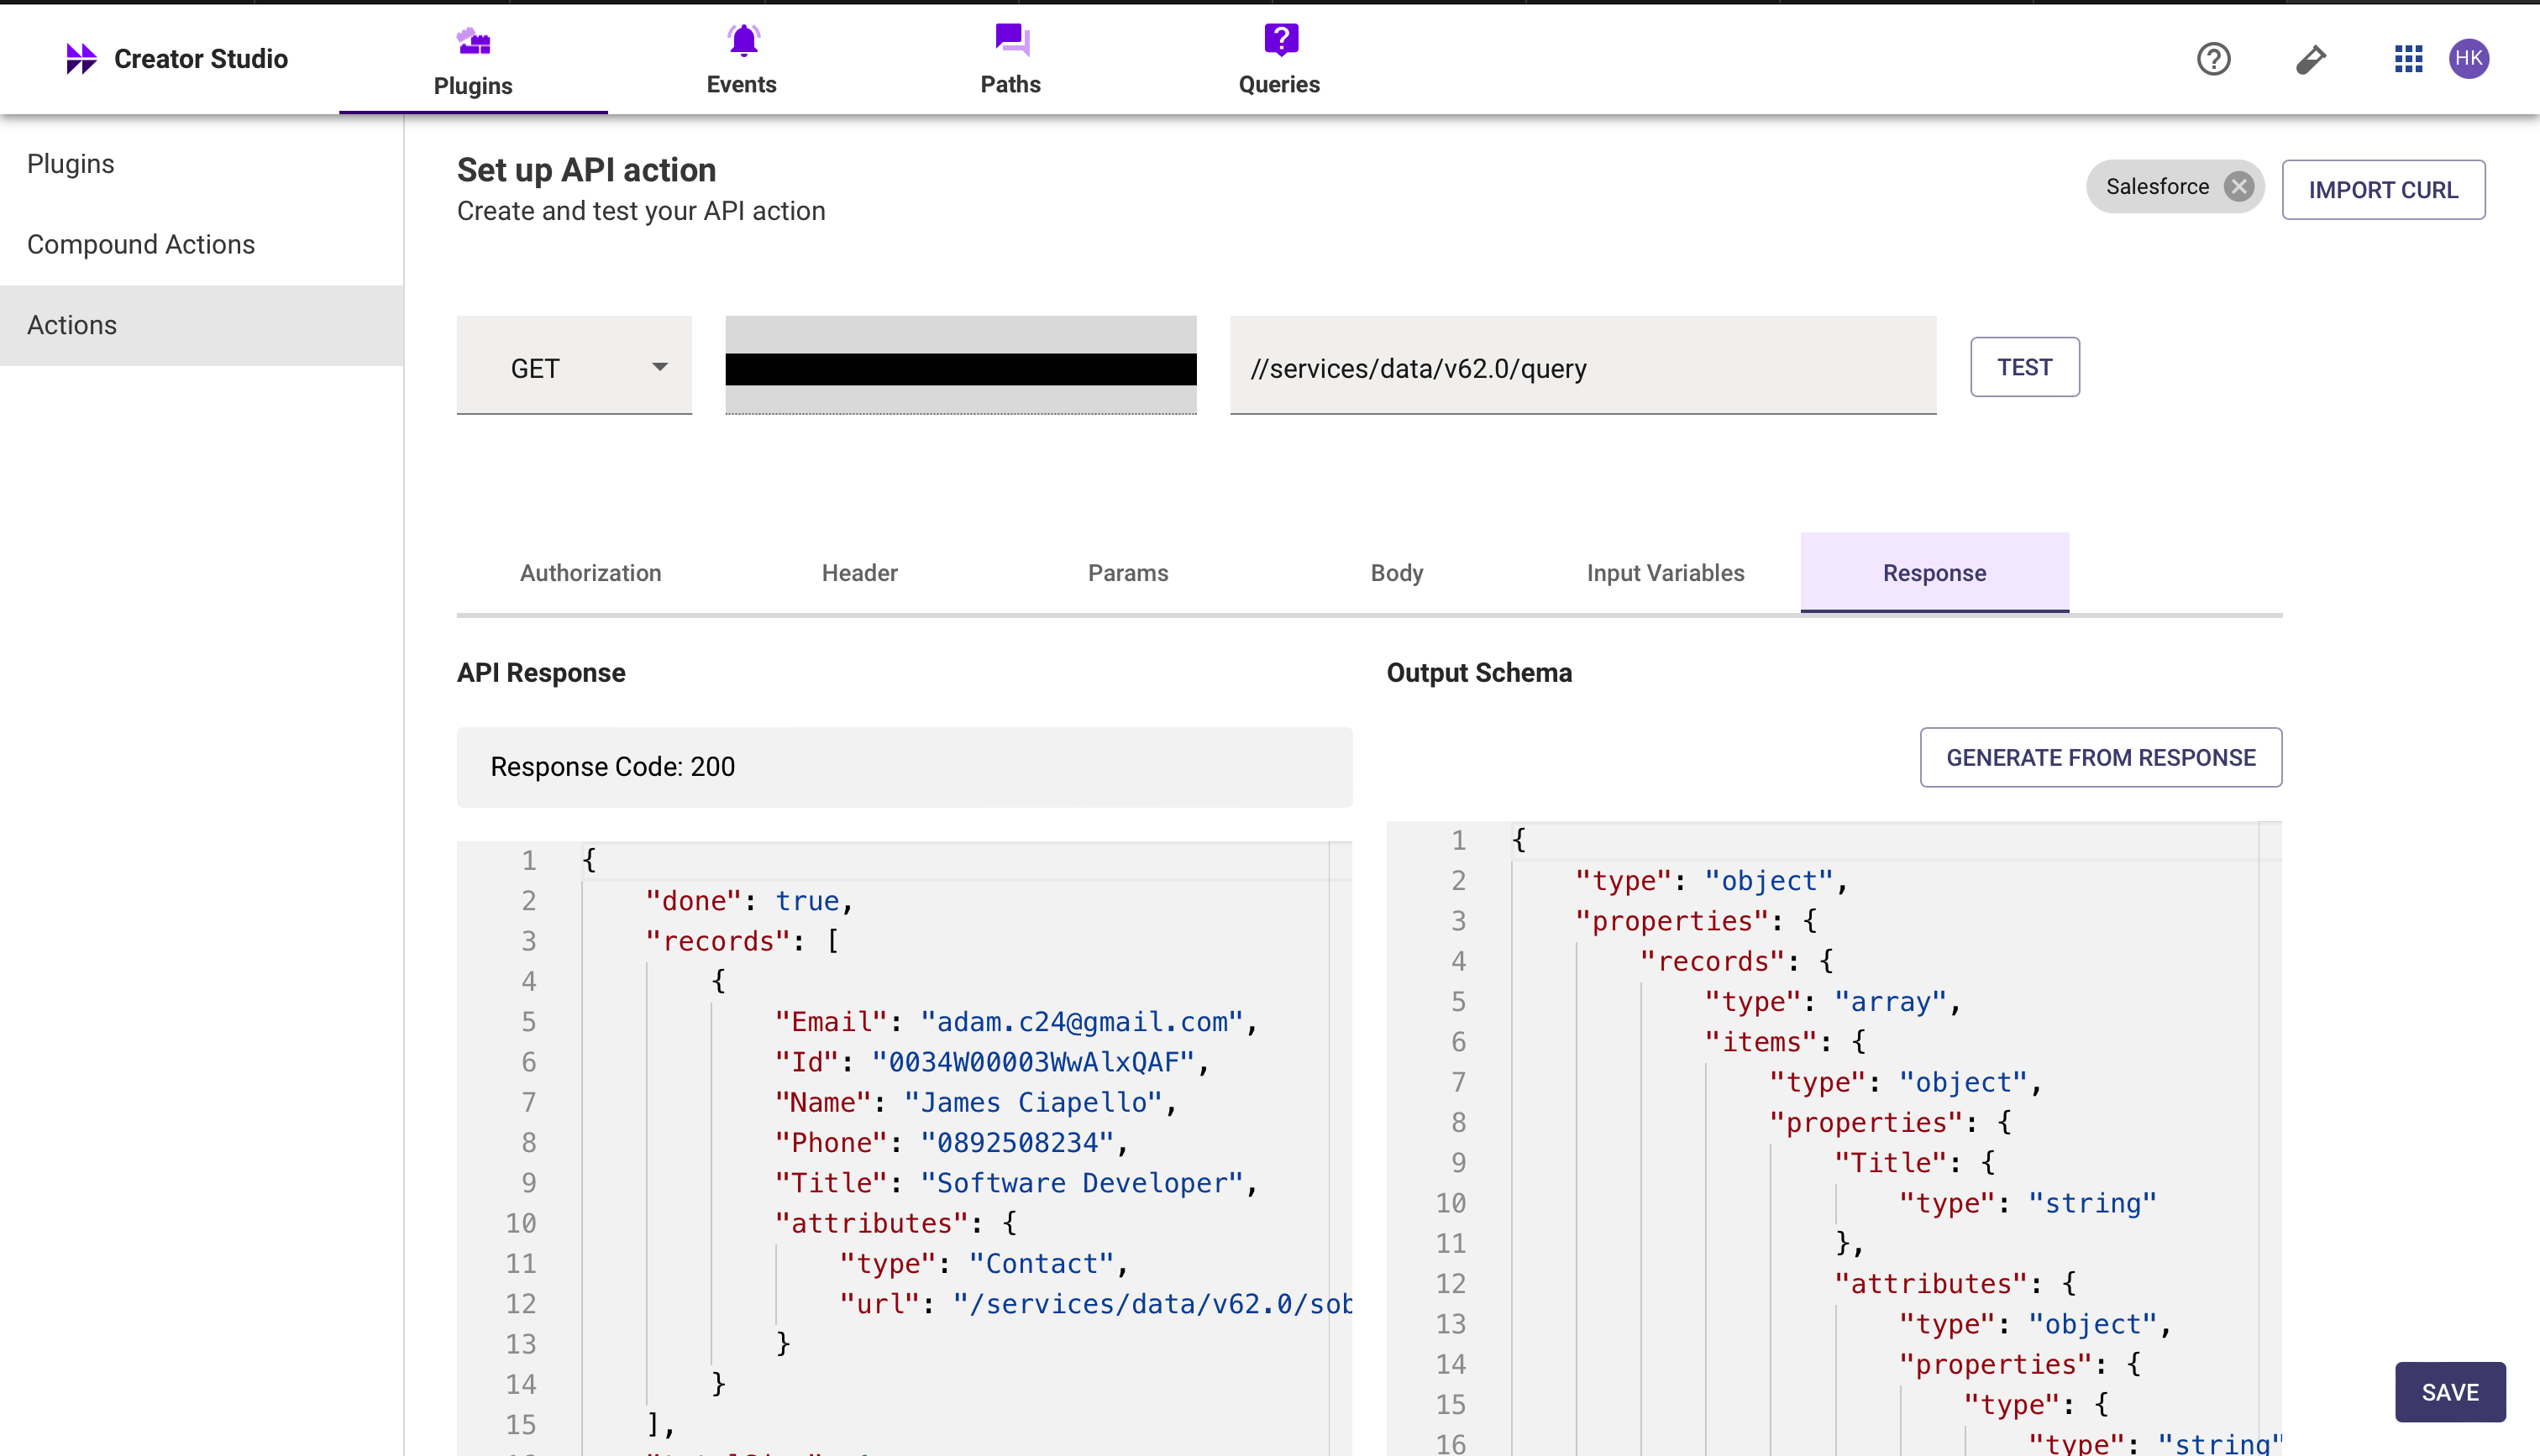 Creator Studio
Plugins
Events
Paths
Queries
HK
Plugins
Compound Actions
Actions
Set up API action
Create and test your API action
Salesforce
IMPORT CURL
GET
//services/data/v62.0/query
TEST
Authorization
Header
Params
Body
Input Variables
Response
API Response
Response Code: 200
1 {
2 "done": true,
3 "records": [
4 {
5 "Email": "adam.c24@gmail.com",
6 "Id": "0034W00003WwAlxQAF",
7 "Name": "James Ciapello",
8 "Phone": "0892508234",
9 "Title": "Software Developer",
10 "attributes": {
11 "type": "Contact",
12 "url": "/services/data/v62.0/sob
13 }
14 }
15 ],
Output Schema
GENERATE FROM RESPONSE
1 {
2 "type": "object",
3 "properties": {
4 "records": {
5 "type": "array",
6 "items": {
7 "type": "object",
8 "properties": {
9 "Title": {
10 "type": "string"
11 },
12 "attributes": {
13 "type": "object",
14 "properties": {
15 "type": {
16 "type": "string"
SAVE